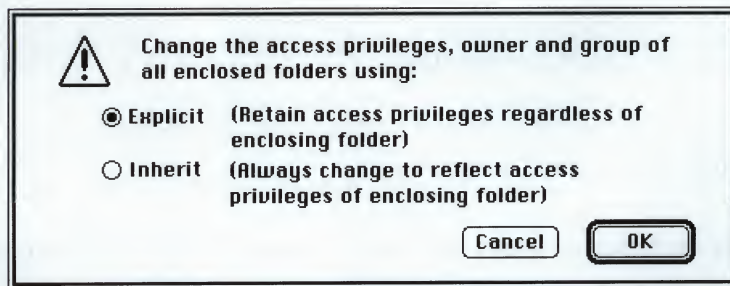 Change the access privileges, owner and group of
all enclosed folders using:
Explicit (Retain access privileges regardless of
enclosing folder)
Inherit (Always change to reflect access
privileges of enclosing folder)
Cancel OK